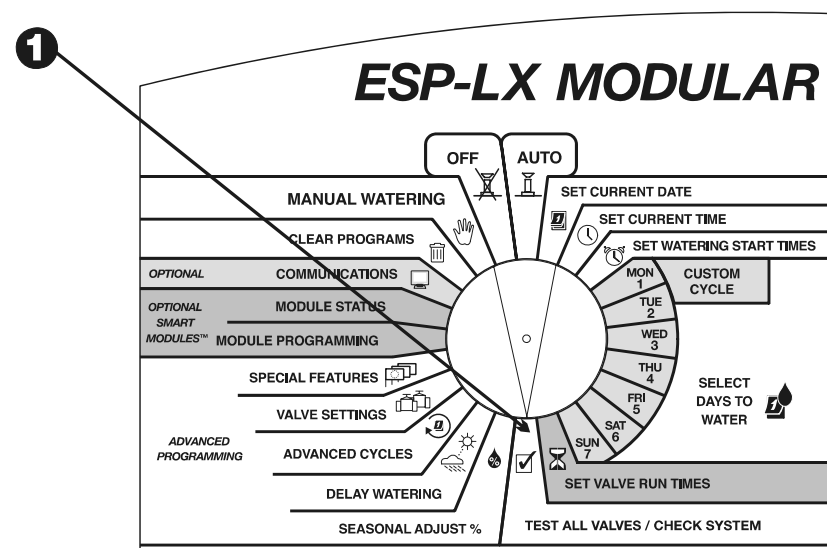 1
ESP-LX MODULAR
OFF
AUTO
MANUAL WATERING
SET CURRENT DATE
CLEAR PROGRAMS
SET CURRENT TIME
SET WATERING START TIMES
OPTIONAL
COMMUNICATIONS
MON
1
CUSTOM
CYCLE
OPTIONAL
SMART
MODULES™
MODULE STATUS
MODULE PROGRAMMING
TUE
2
WED
3
THU
4
FRI
5
SAT
6
SUN
7
SELECT
DAYS TO
WATER
1
SPECIAL FEATURES
VALVE SETTINGS
ADVANCED
PROGRAMMING
ADVANCED CYCLES
DELAY WATERING
SEASONAL ADJUST %
%
SET VALVE RUN TIMES
TEST ALL VALVES / CHECK SYSTEM